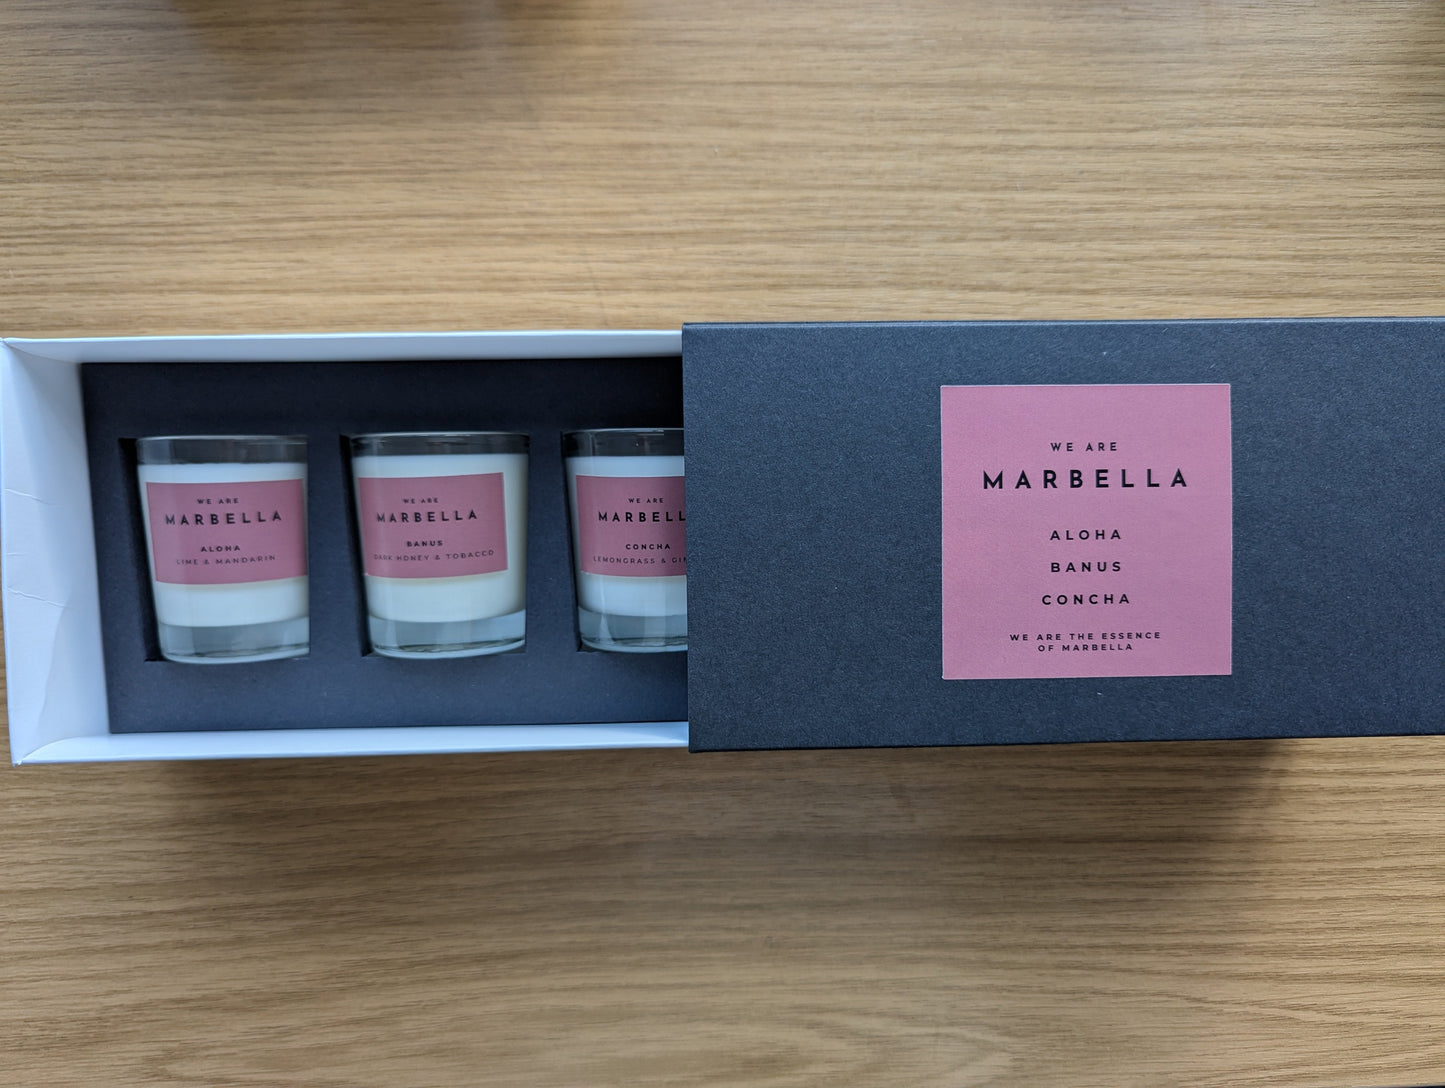 WE ARE
MARBELLA
ALOHA
LIME & MANDARIN
WE ARE
MARBELLA
BANUS
DARK HONEY & TOBACCO
WE ARE
MARBELL
CONCHA
LEMONGRASS &
WE ARE
MARBELLA
ALOHA
BANUS
CONCHA
WE ARE THE ESSENCE
OF MARBELLA